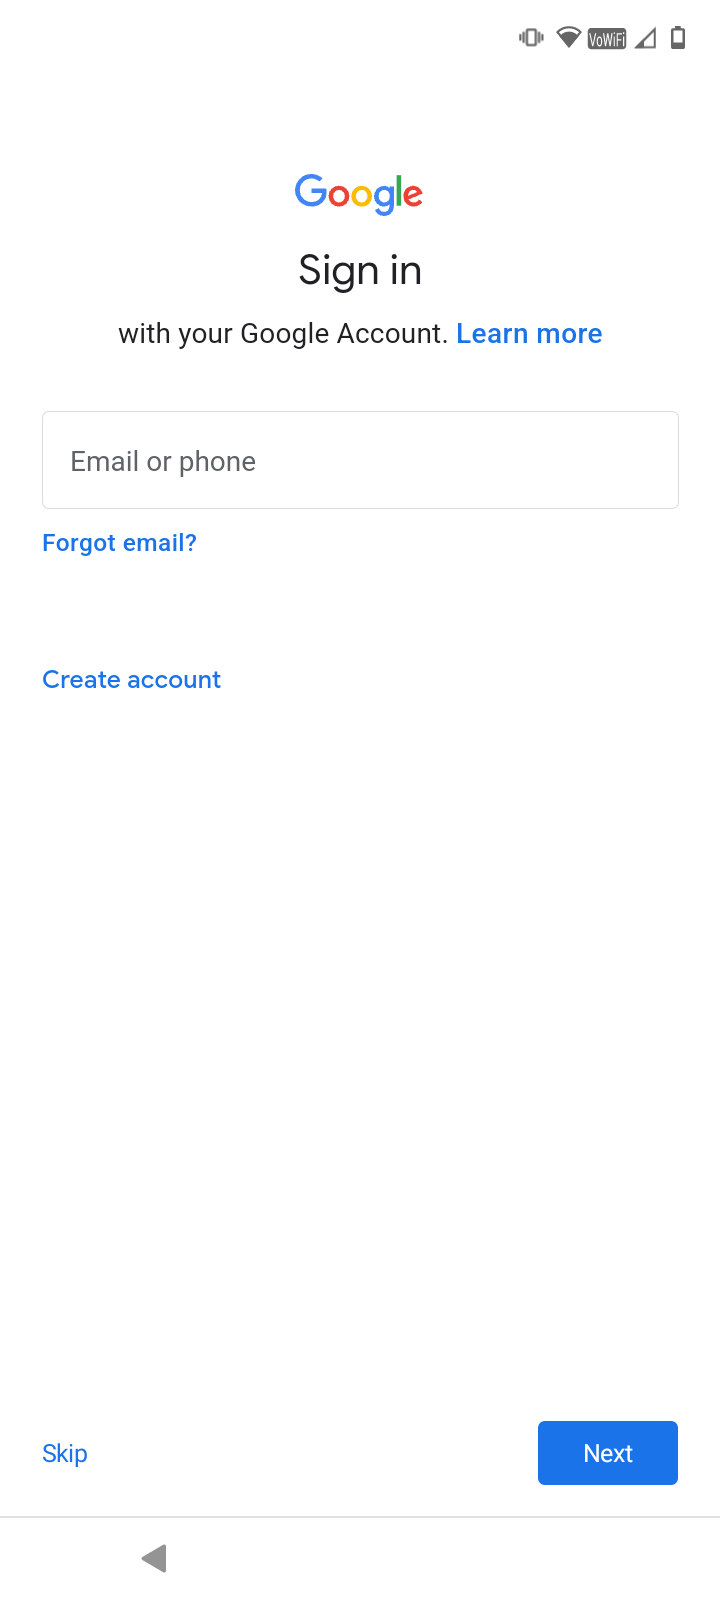 VoWiFi
Google
Sign in
with your Google Account. Learn more
Email or phone
Forgot email?
Create account
Skip
Next